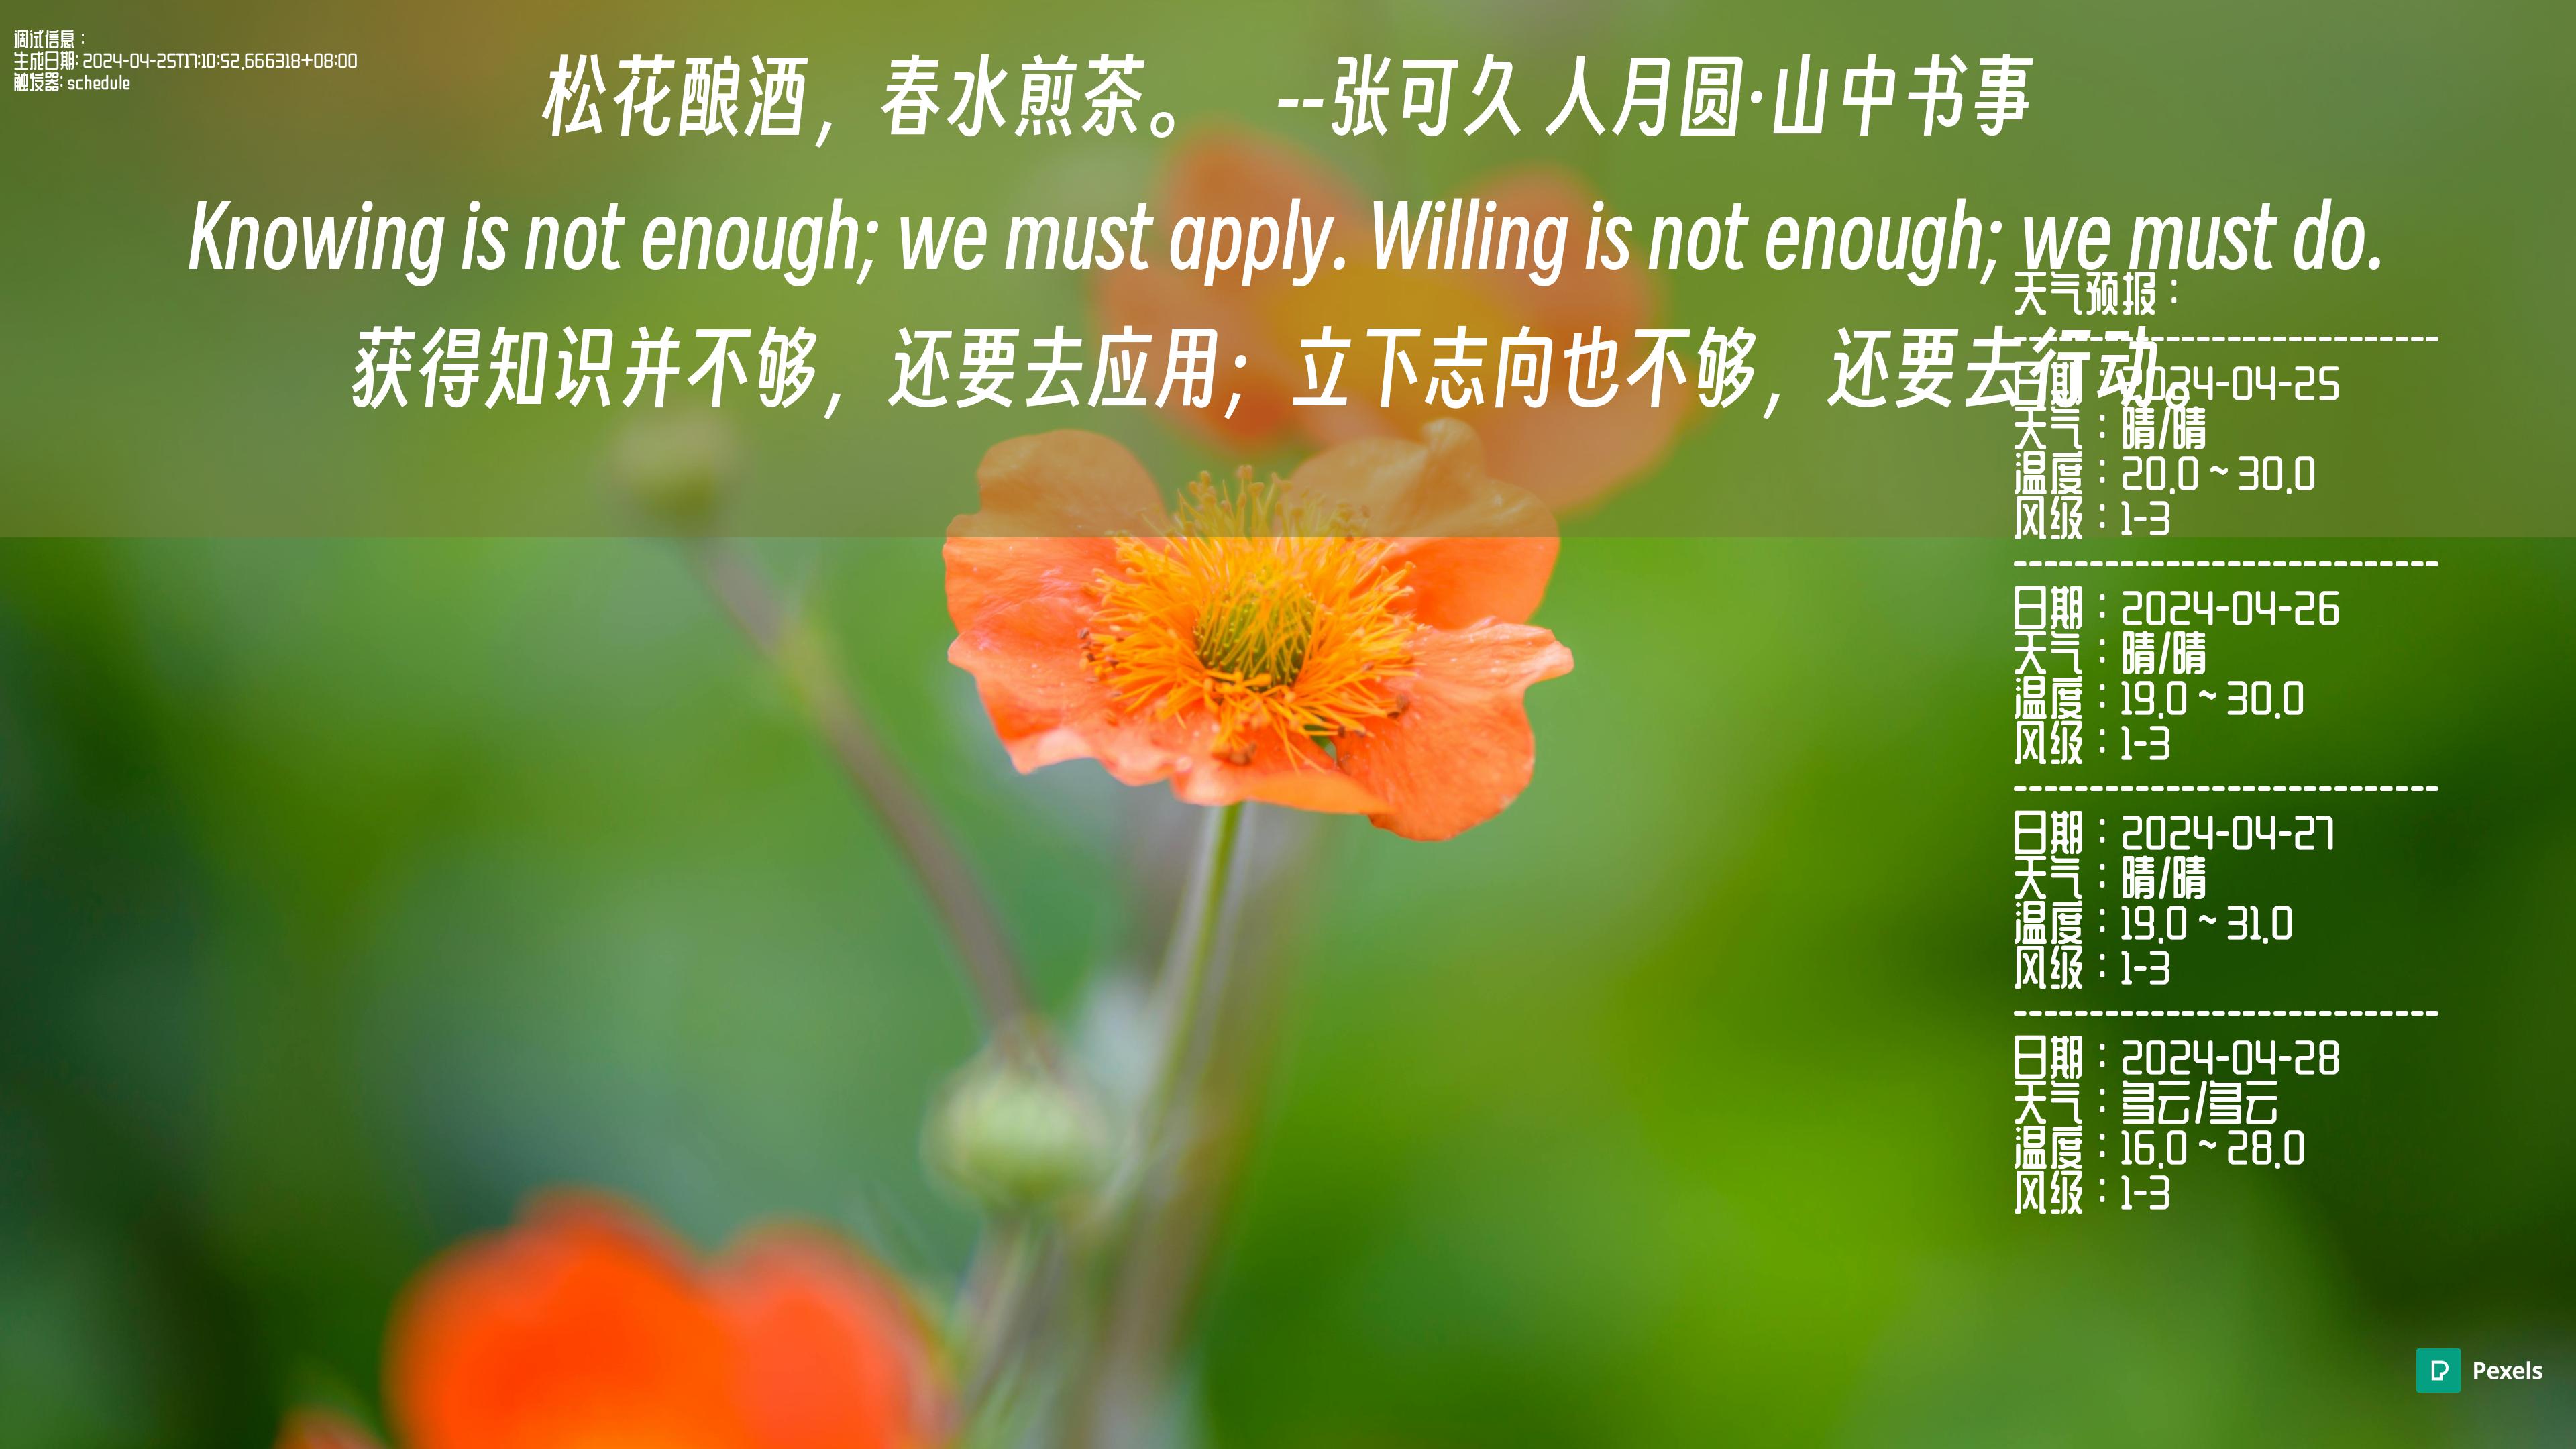 调试信息：
生成日期: 2024-04-25T17:10:52.666318+08:00
触发器: schedule
松花酿酒，春水煎茶。 --张可久 人月圆·山中书事
Knowing is not enough; we must apply. Willing is not enough; we must do.
获得知识并不够，还要去应用；立下志向也不够，还要去行动。
天气预报：
----------------------------
日期：2024-04-25
天气：晴/晴
温度：20.0 ~ 30.0
风级：1-3
----------------------------
日期：2024-04-26
天气：晴/晴
温度：19.0 ~ 30.0
风级：1-3
----------------------------
日期：2024-04-27
天气：晴/晴
温度：19.0 ~ 31.0
风级：1-3
----------------------------
日期：2024-04-28
天气：多云/多云
温度：16.0 ~ 28.0
风级：1-3
Pexels